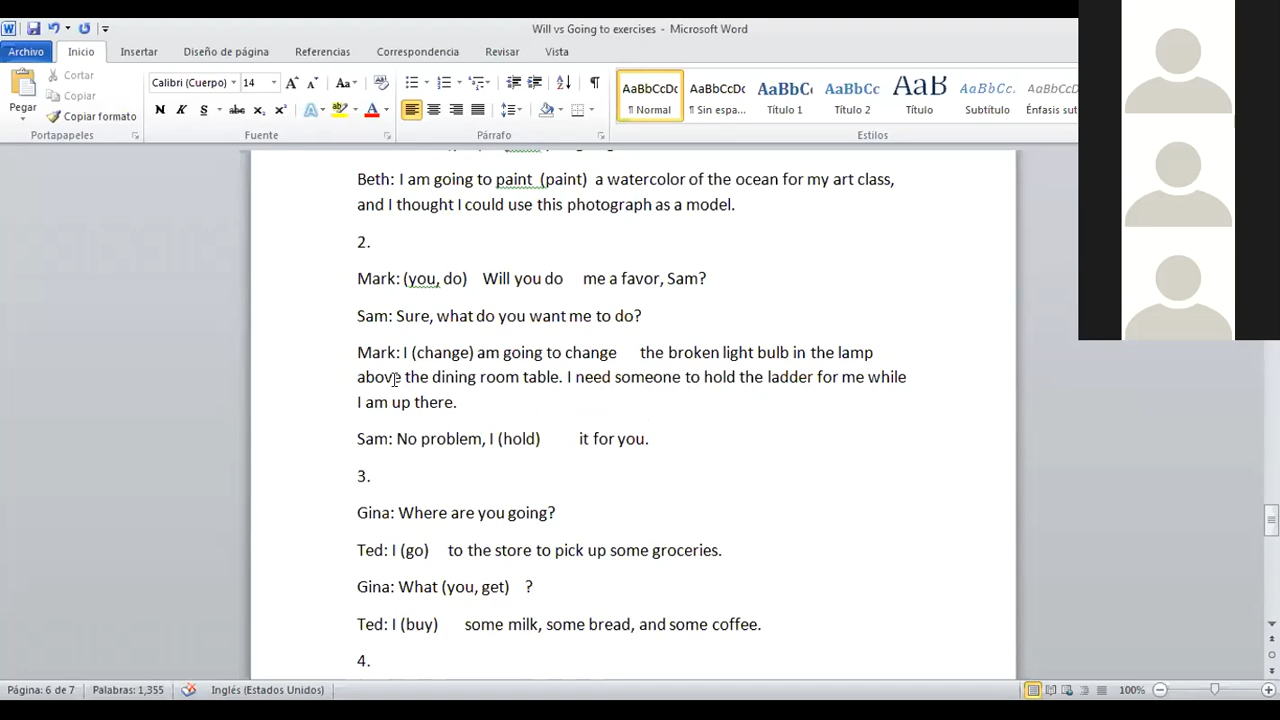 Will vs Going to exercises - Microsoft Word
Archivo Inicio Insertar Diseño de página Referencias Correspondencia Revisar Vista
Pegar
Cortar
Copiar
Copiar formato
Portapapeles
Calibri (Cuerpo) 14
N K S abc x₂ x²
Fuente
Párrafo
AaBbCcDc AaBbCcDc AaBbC AaBbCc AaB AaBbCc. AaBbCcDc
¶ Normal ¶ Sin espa... Título 1 Título 2 Título Subtítulo Énfasis sut
Estilos
Beth: I am going to paint (paint) a watercolor of the ocean for my art class,
and I thought I could use this photograph as a model.
2.
Mark: (you, do) Will you do me a favor, Sam?
Sam: Sure, what do you want me to do?
Mark: I (change) am going to change the broken light bulb in the lamp
above the dining room table. I need someone to hold the ladder for me while
I am up there.
Sam: No problem, I (hold) it for you.
3.
Gina: Where are you going?
Ted: I (go) to the store to pick up some groceries.
Gina: What (you, get) ?
Ted: I (buy) some milk, some bread, and some coffee.
4.
Página: 6 de 7 Palabras: 1,355 Inglés (Estados Unidos) 100%